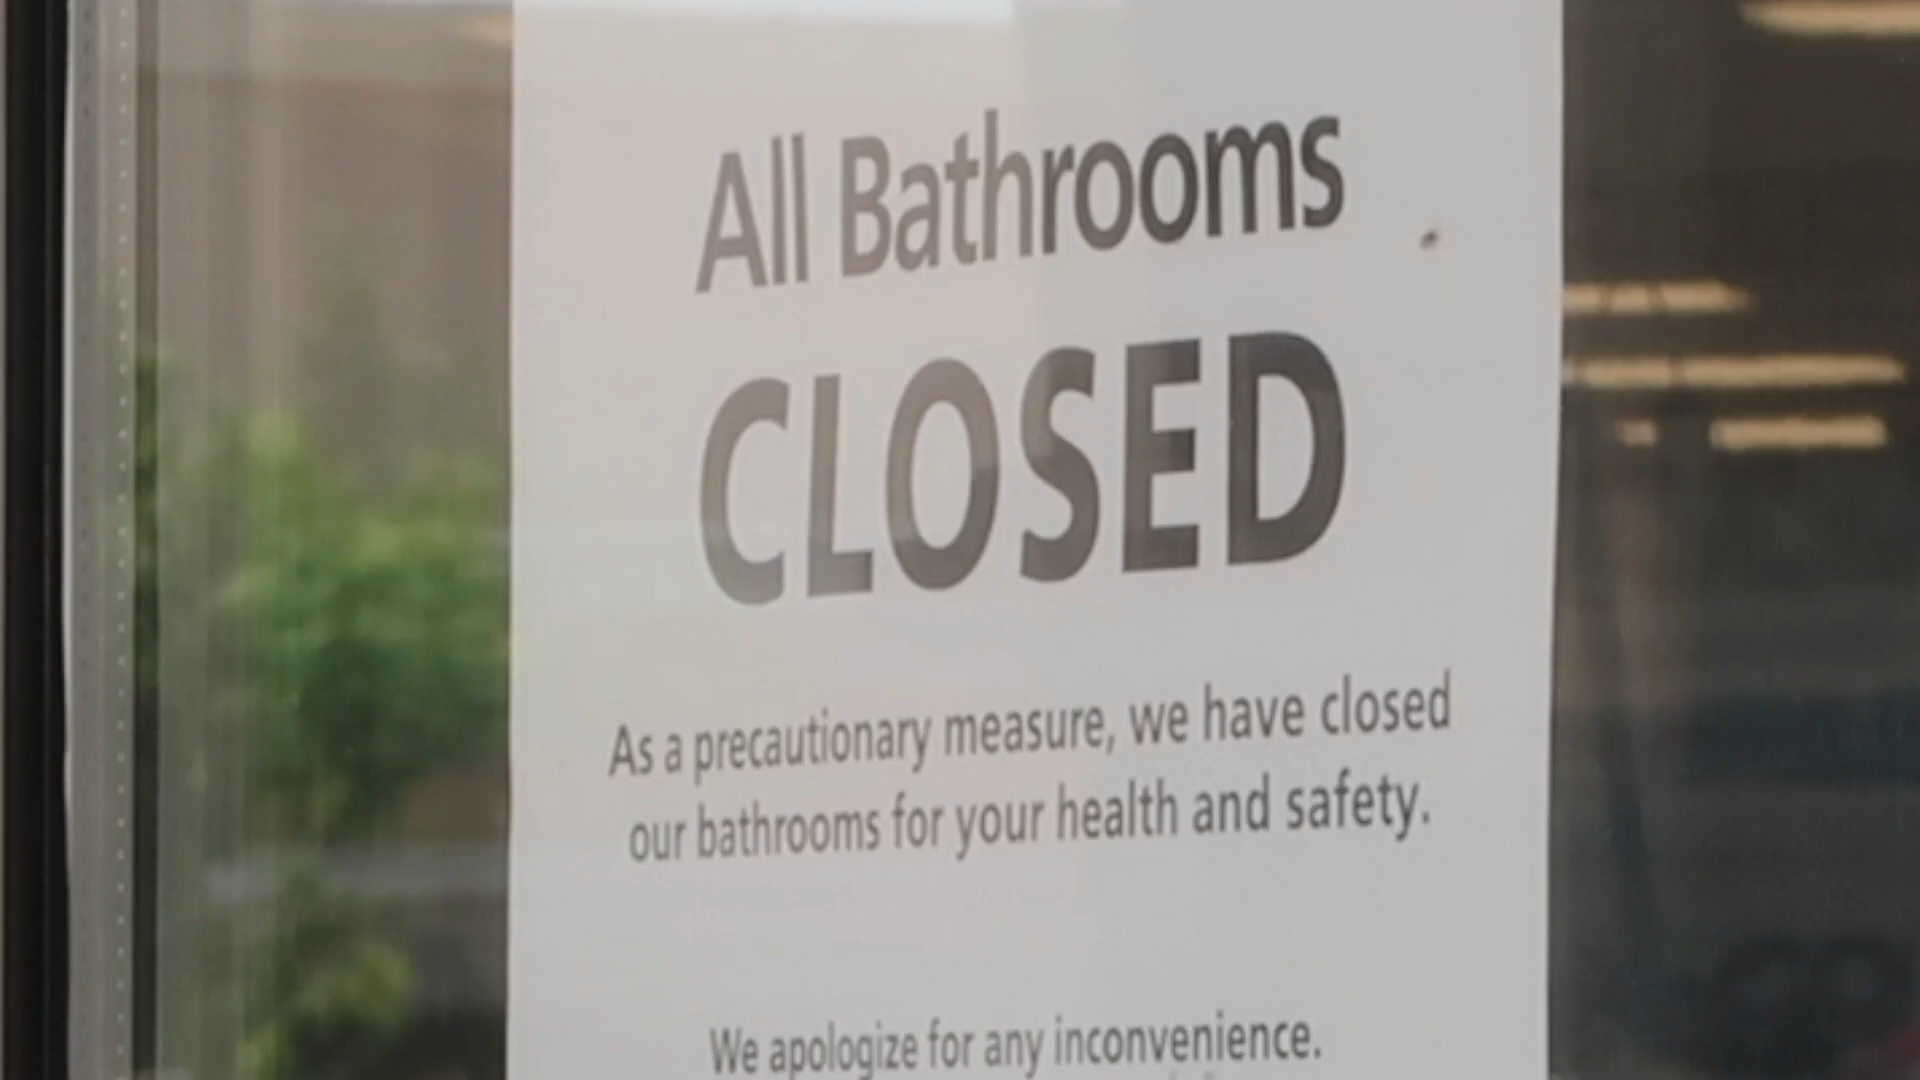 All Bathrooms
CLOSED
As a precautionary measure, we have closed
our bathrooms for your health and safety.
We apologize for any inconvenience.